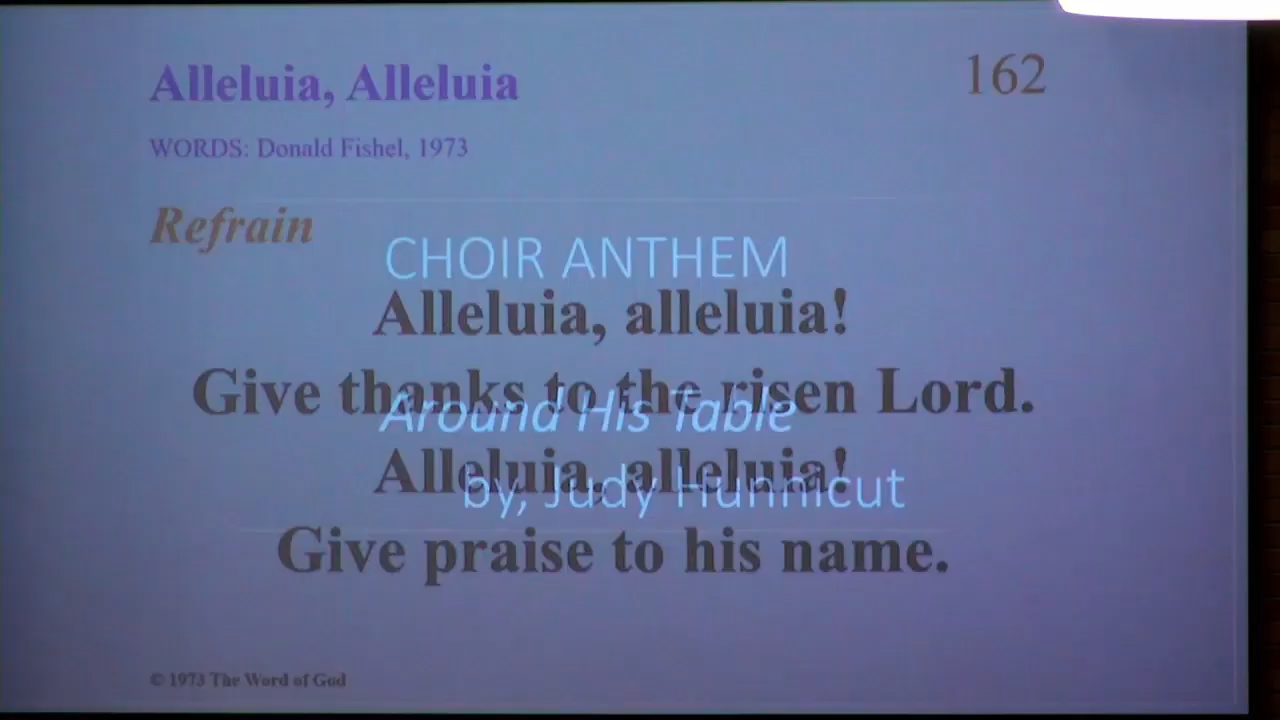 Alleluia, Alleluia
162
WORDS: Donald Fishel, 1973
Refrain
CHOIR ANTHEM
Alleluia, alleluia!
Give thanks to the risen Lord.
Around His Table
Alleluia, alleluia!
by, Judy Hunnicut
Give praise to his name.
© 1973 The Word of God